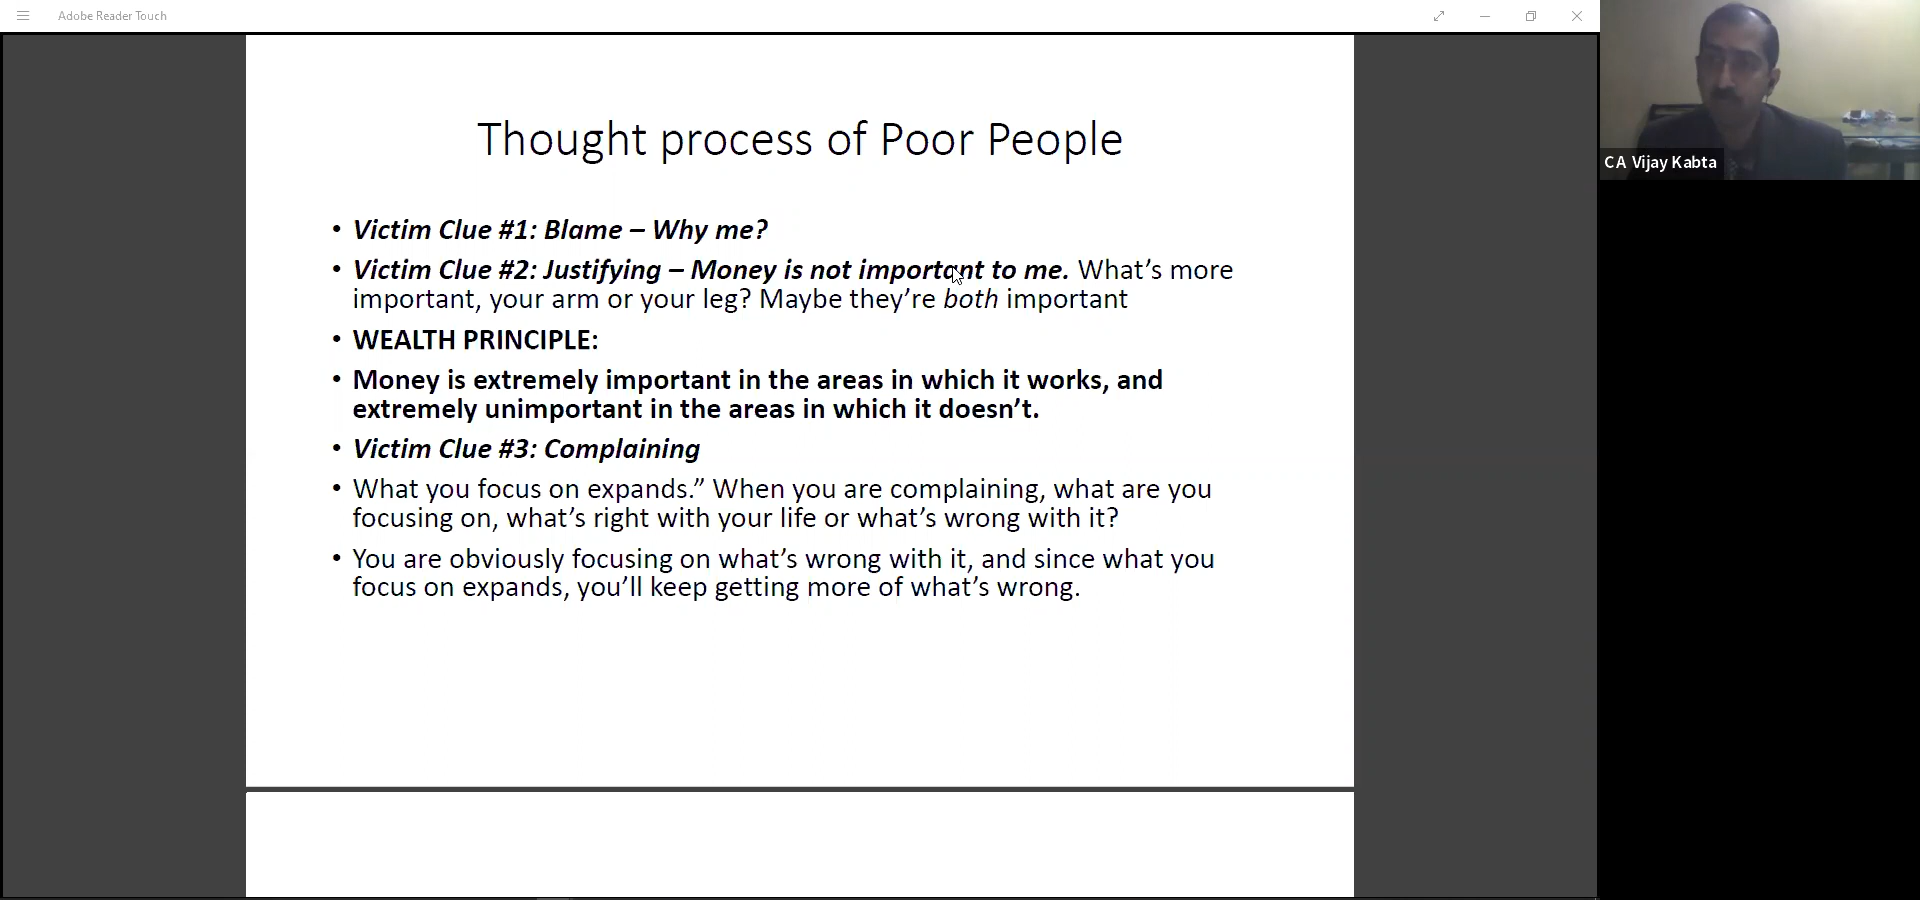 Adobe Reader Touch
Thought process of Poor People
• Victim Clue #1: Blame – Why me?
• Victim Clue #2: Justifying – Money is not important to me. What’s more
important, your arm or your leg? Maybe they’re both important
• WEALTH PRINCIPLE:
• Money is extremely important in the areas in which it works, and
extremely unimportant in the areas in which it doesn’t.
• Victim Clue #3: Complaining
• What you focus on expands.” When you are complaining, what are you
focusing on, what’s right with your life or what’s wrong with it?
• You are obviously focusing on what’s wrong with it, and since what you
focus on expands, you’ll keep getting more of what’s wrong.
CA Vijay Kabta